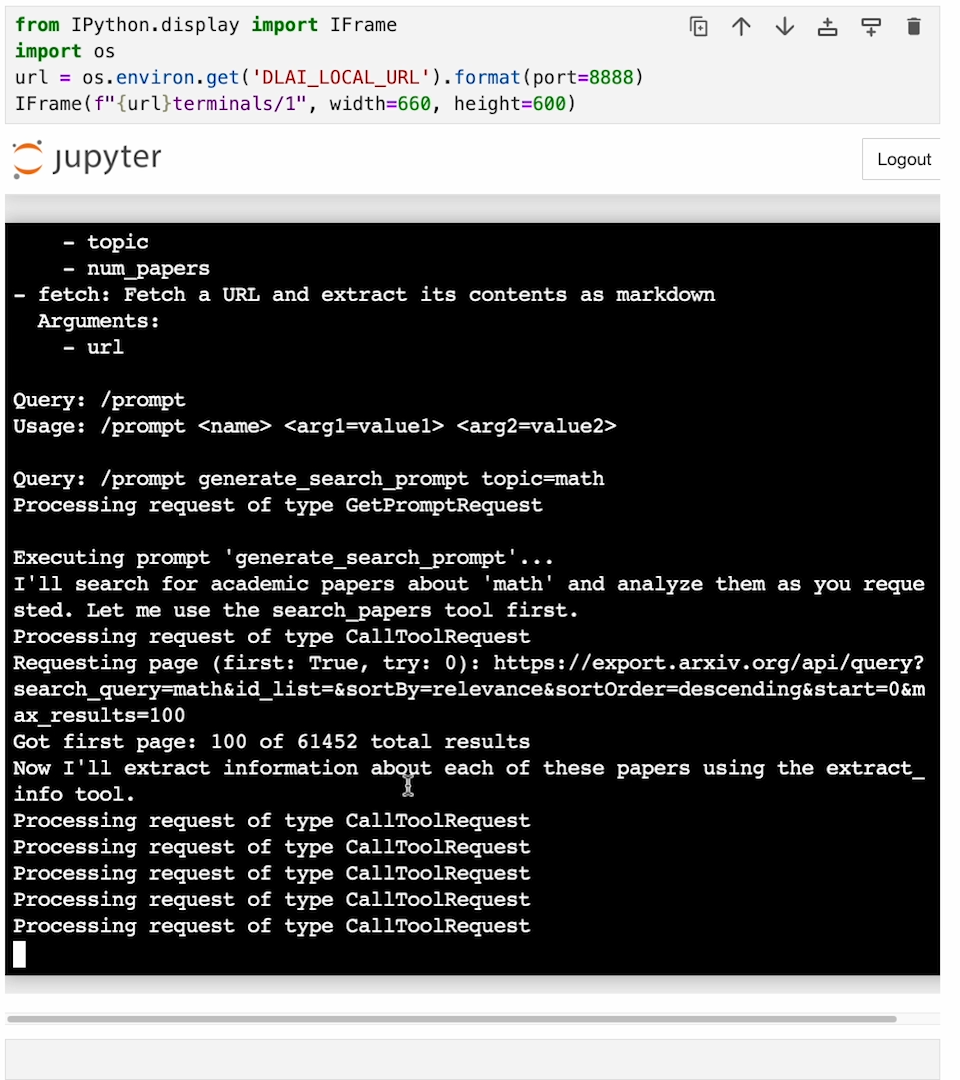 from IPython.display import IFrame
import os
url = os.environ.get('DLAI_LOCAL_URL').format(port=8888)
IFrame(f"{url}terminals/1", width=660, height=600)
jupyter
Logout
- topic
- num_papers
- fetch: Fetch a URL and extract its contents as markdown
Arguments:
- url
Query: /prompt
Usage: /prompt <name> <arg1=value1> <arg2=value2>
Query: /prompt generate_search_prompt topic=math
Processing request of type GetPromptRequest
Executing prompt 'generate_search_prompt'...
I'll search for academic papers about 'math' and analyze them as you reque
sted. Let me use the search_papers tool first.
Processing request of type CallToolRequest
Requesting page (first: True, try: 0): https://export.arxiv.org/api/query?
search_query=math&id_list=&sortBy=relevance&sortOrder=descending&start=0&m
ax_results=100
Got first page: 100 of 61452 total results
Now I'll extract information about each of these papers using the extract_
info tool.
Processing request of type CallToolRequest
Processing request of type CallToolRequest
Processing request of type CallToolRequest
Processing request of type CallToolRequest
Processing request of type CallToolRequest